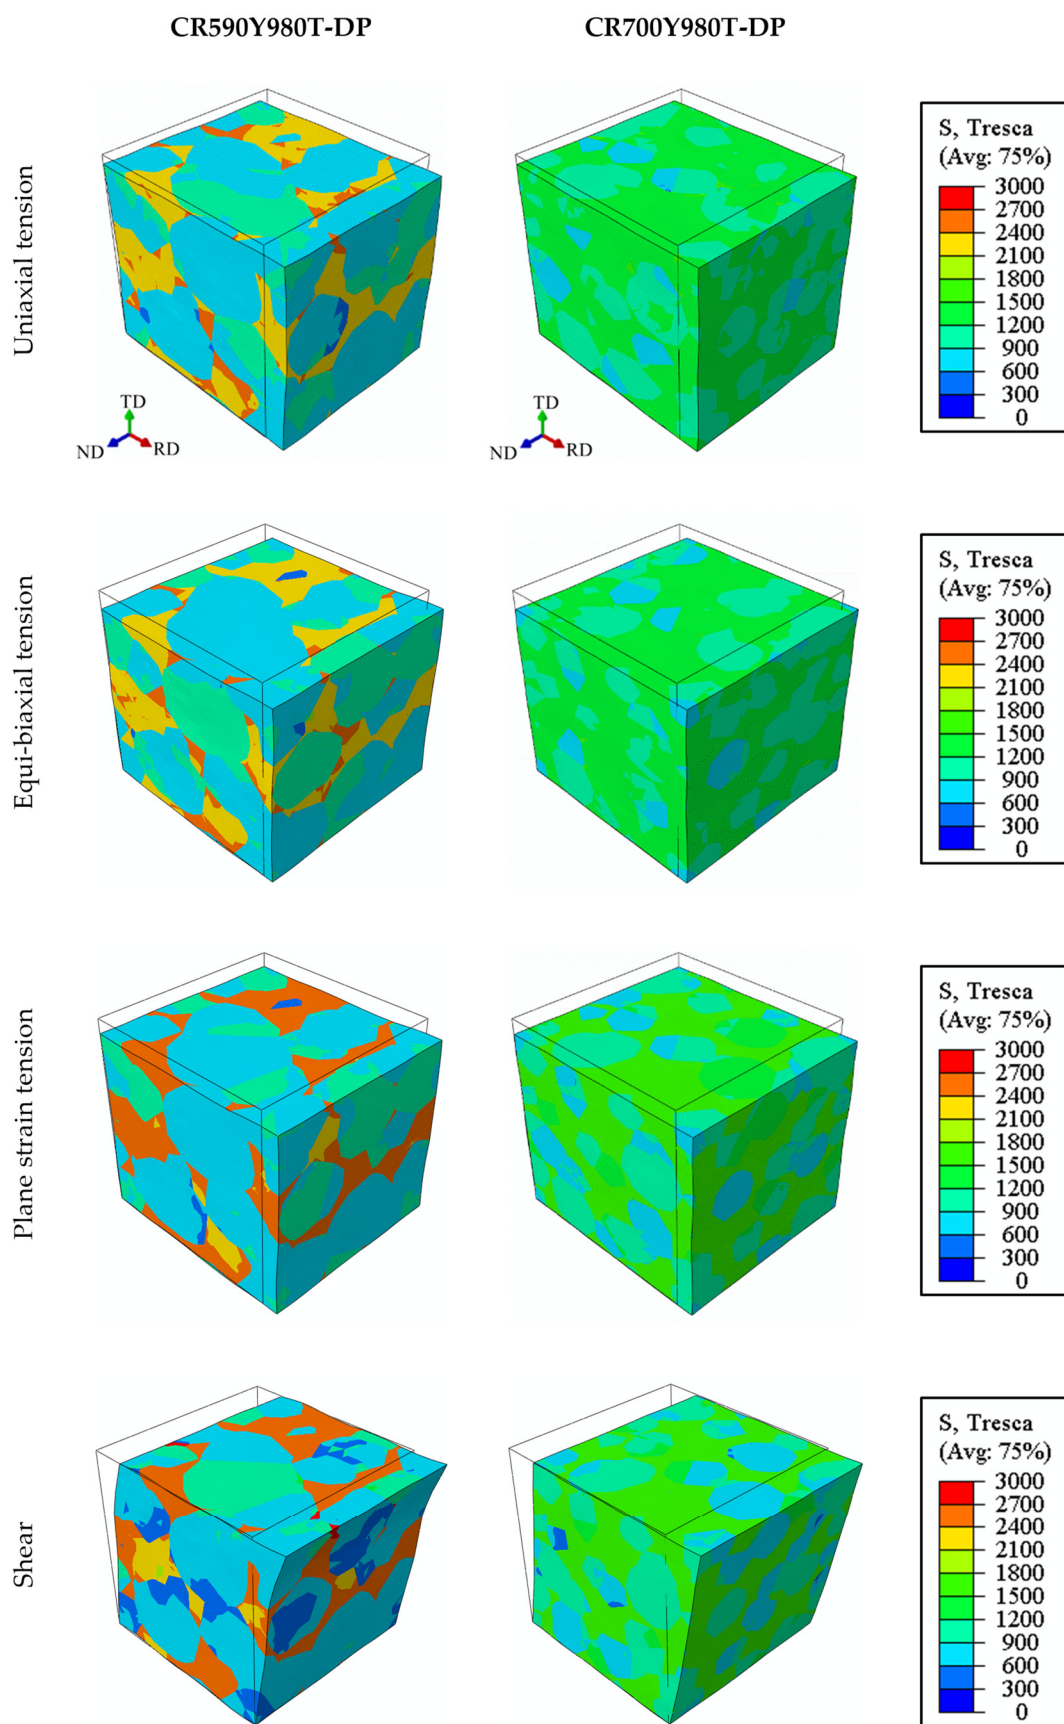 CR590Y980T-DP CR700Y980T-DP
Uniaxial tension
TD
ND
RD
TD
ND
RD
S, Tresca
(Avg: 75%)
3000
2700
2400
2100
1800
1500
1200
900
600
300
0
Equi-biaxial tension
S, Tresca
(Avg: 75%)
3000
2700
2400
2100
1800
1500
1200
900
600
300
0
Plane strain tension
S, Tresca
(Avg: 75%)
3000
2700
2400
2100
1800
1500
1200
900
600
300
0
Shear
S, Tresca
(Avg: 75%)
3000
2700
2400
2100
1800
1500
1200
900
600
300
0